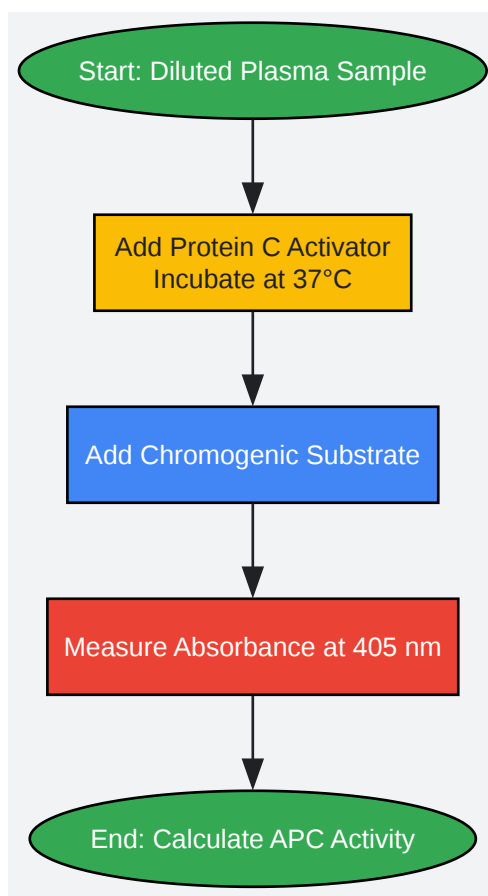 Start: Diluted Plasma Sample
Add Protein C Activator
Incubate at 37°C
Add Chromogenic Substrate
Measure Absorbance at 405 nm
End: Calculate APC Activity